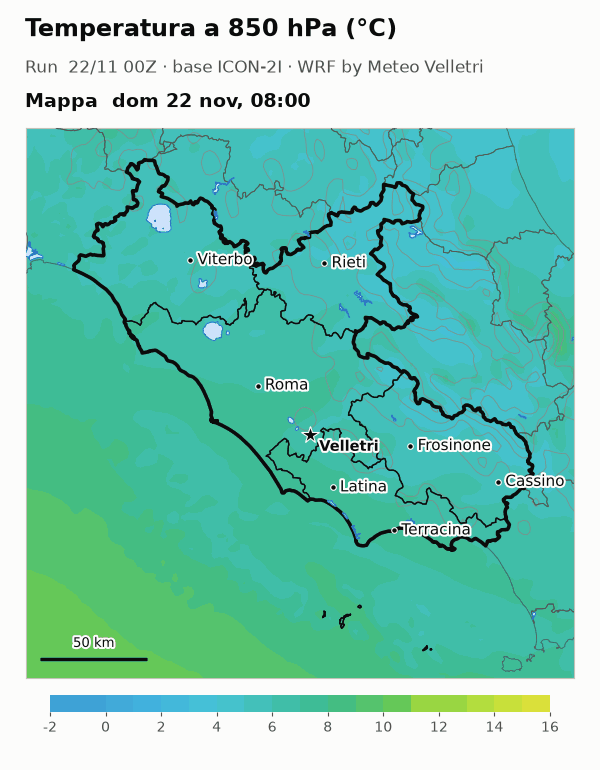 Temperatura a 850 hPa (°C)
Run  22/11 00Z · base ICON-2I · WRF by Meteo Velletri
Mappa  dom 22 nov, 08:00
Viterbo
Rieti
Roma
Velletri
Frosinone
Cassino
Latina
Terracina
50 km
-2 0 2 4 6 8 10 12 14 16